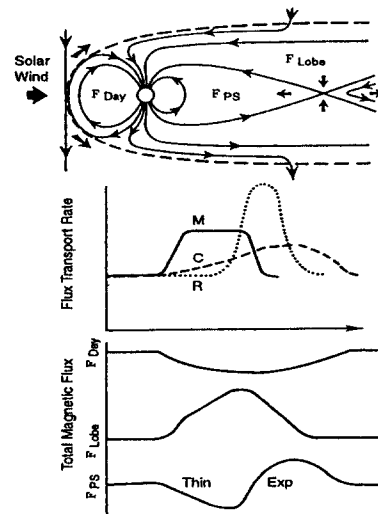 Solar
Wind
F Day
F PS
F Lobe
Flux Transport Rate
M
C
R
Total Magnetic Flux
F Day
F Lobe
F PS
Thin
Exp